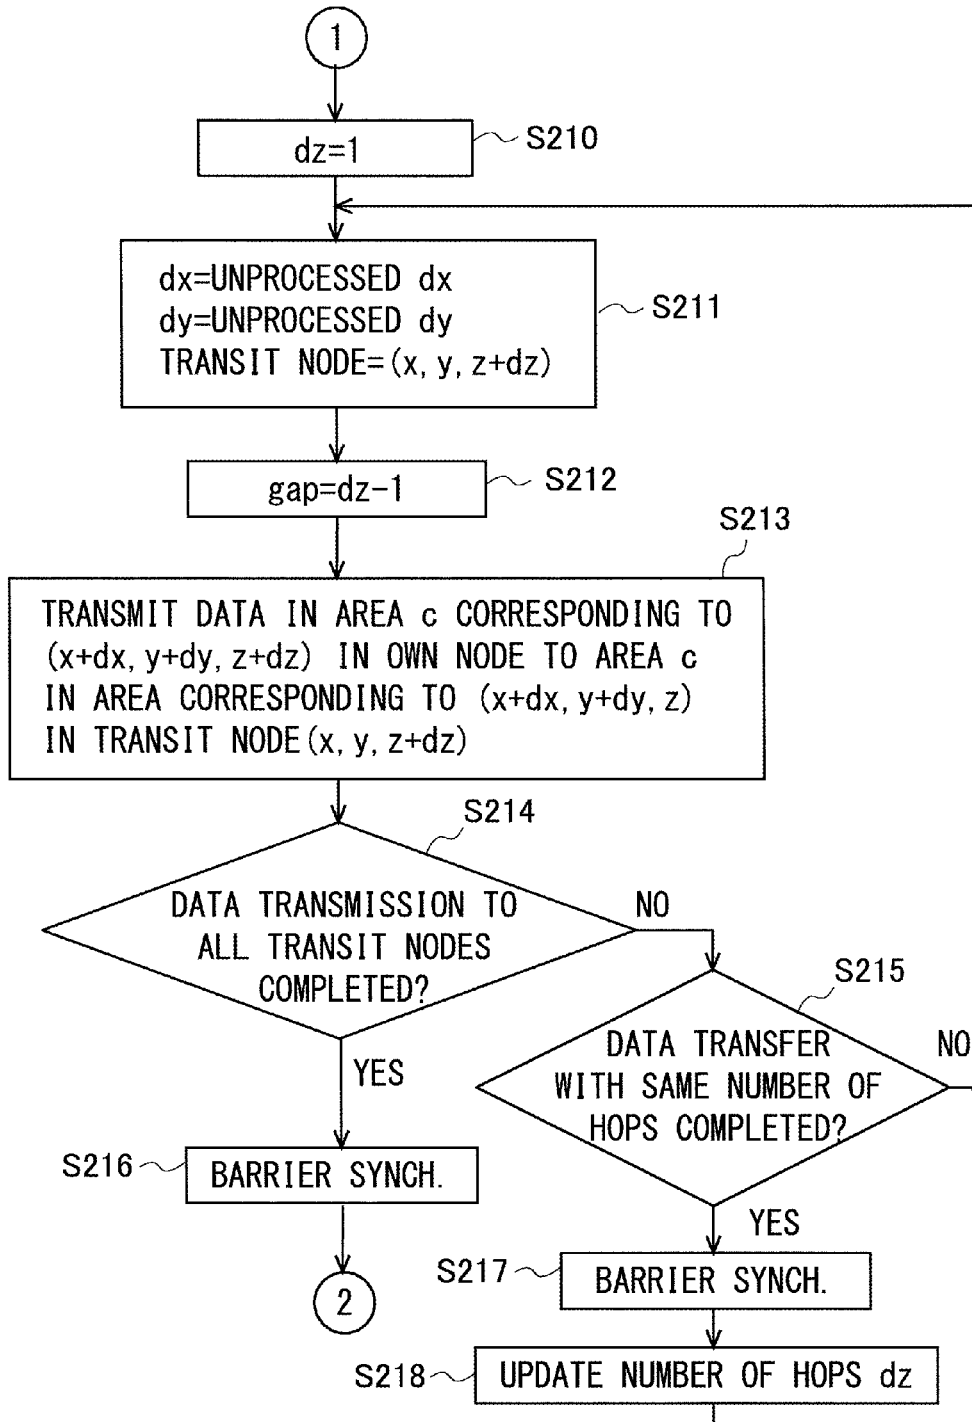 1
dz=1
S210
dx=UNPROCESSED dx
dy=UNPROCESSED dy
TRANSIT NODE=(x, y, z+dz)
S211
gap=dz-1
S212
S213
TRANSMIT DATA IN AREA c CORRESPONDING TO
(x+dx, y+dy, z+dz) IN OWN NODE TO AREA c
IN AREA CORRESPONDING TO (x+dx, y+dy, z)
IN TRANSIT NODE(x, y, z+dz)
S214
DATA TRANSMISSION TO
ALL TRANSIT NODES
COMPLETED?
NO
YES
S215
DATA TRANSFER
WITH SAME NUMBER OF
HOPS COMPLETED?
NO
YES
S216
BARRIER SYNCH.
2
S217
BARRIER SYNCH.
S218
UPDATE NUMBER OF HOPS dz